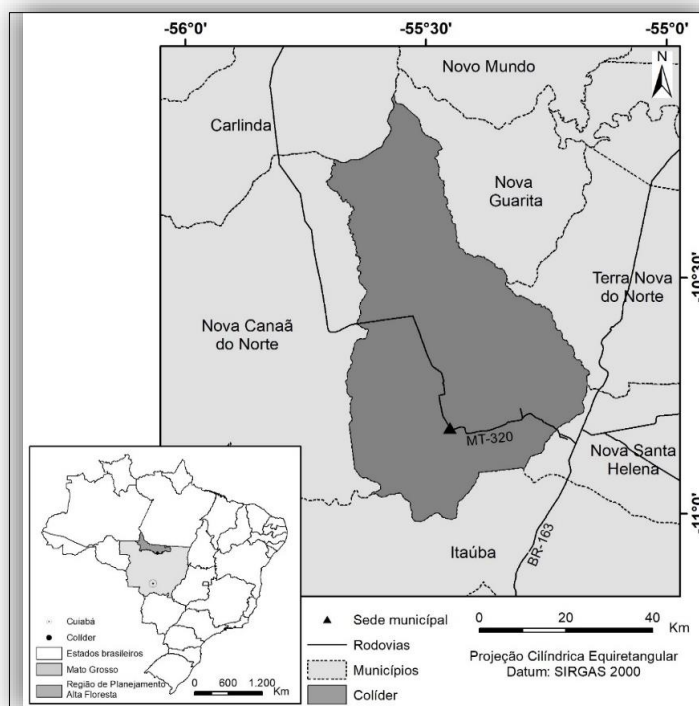 -56°0'
-55°30'
-55°0'
Novo Mundo
N
Carlinda
Nova
Guarita
-10°30'
Terra Nova
do Norte
Nova Canaã
do Norte
MT-320
Nova Santa
Helena
-11°0'
Itaúba
BR-163
Cuiabá
Colíder
Estados brasileiros
Mato Grosso
Região de Planejamento
Alta Floresta
0 600 1.200
Km
Sede municípal
Rodovias
Municípios
Colíder
0 10 20 40
Km
Projeção Cilíndrica Equiretangular
Datum: SIRGAS 2000